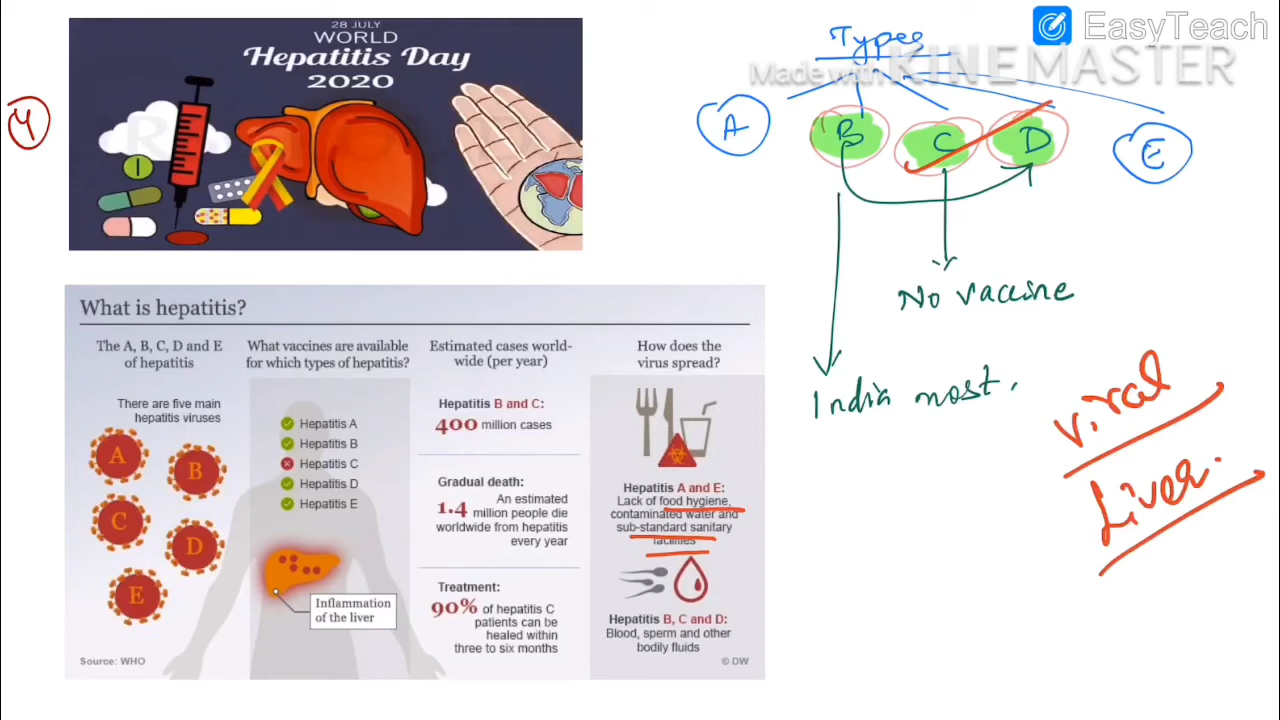 28 JULY
WORLD
Hepatitis Day
2020
EasyTeach
Made with KINEMASTER
Types
4
A
B
C
D
E
No vaccine
India most.
viral
Liver.
What is hepatitis?
The A, B, C, D and E
of hepatitis
There are five main
hepatitis viruses
A
B
C
D
E
Source: WHO
What vaccines are available
for which types of hepatitis?
Hepatitis A
Hepatitis B
Hepatitis C
Hepatitis D
Hepatitis E
Inflammation
of the liver
Estimated cases world-
wide (per year)
Hepatitis B and C:
400 million cases
Gradual death:
1.4 An estimated
million people die
worldwide from hepatitis
every year
Treatment:
90% of hepatitis C
patients can be
healed within
three to six months
How does the
virus spread?
Hepatitis A and E:
Lack of food hygiene,
contaminated water and
sub-standard sanitary
facilities
Hepatitis B, C and D:
Blood, sperm and other
bodily fluids
© DW